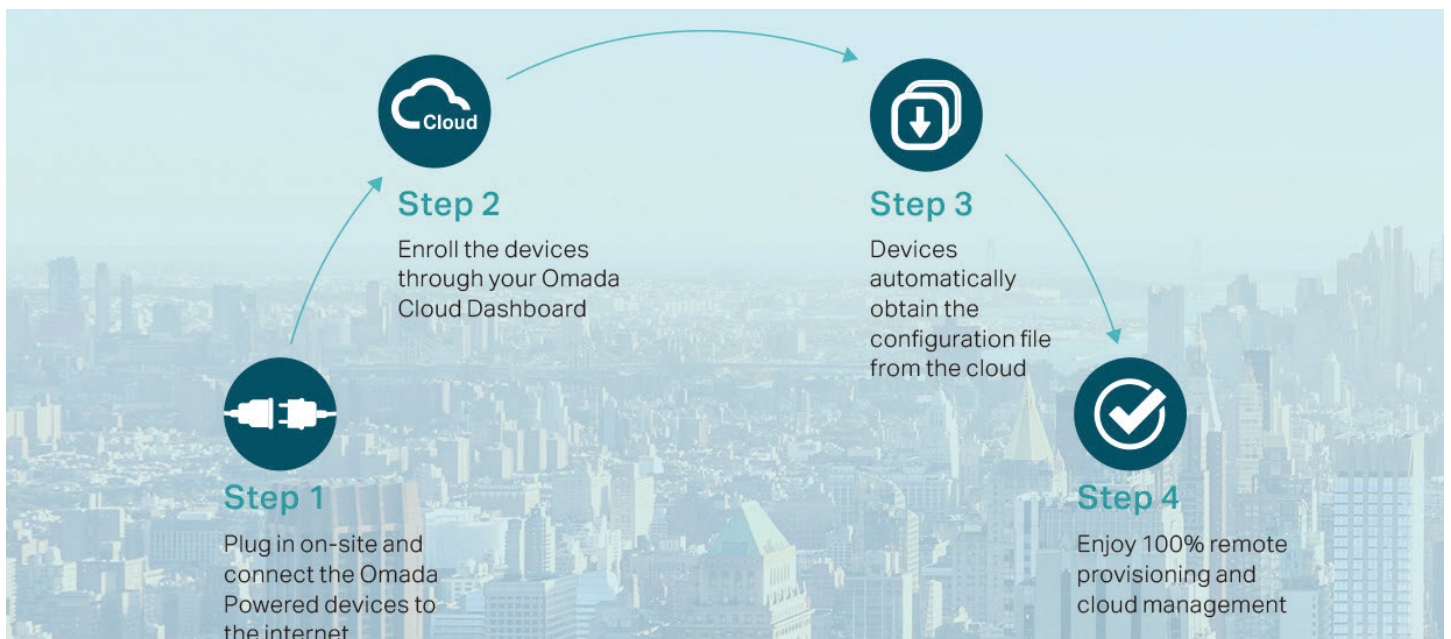 Cloud
Step 2
Enroll the devices
through your Omada
Cloud Dashboard
Step 3
Devices
automatically
obtain the
configuration file
from the cloud
Step 1
Plug in on-site and
connect the Omada
Powered devices to
the internet
Step 4
Enjoy 100% remote
provisioning and
cloud management